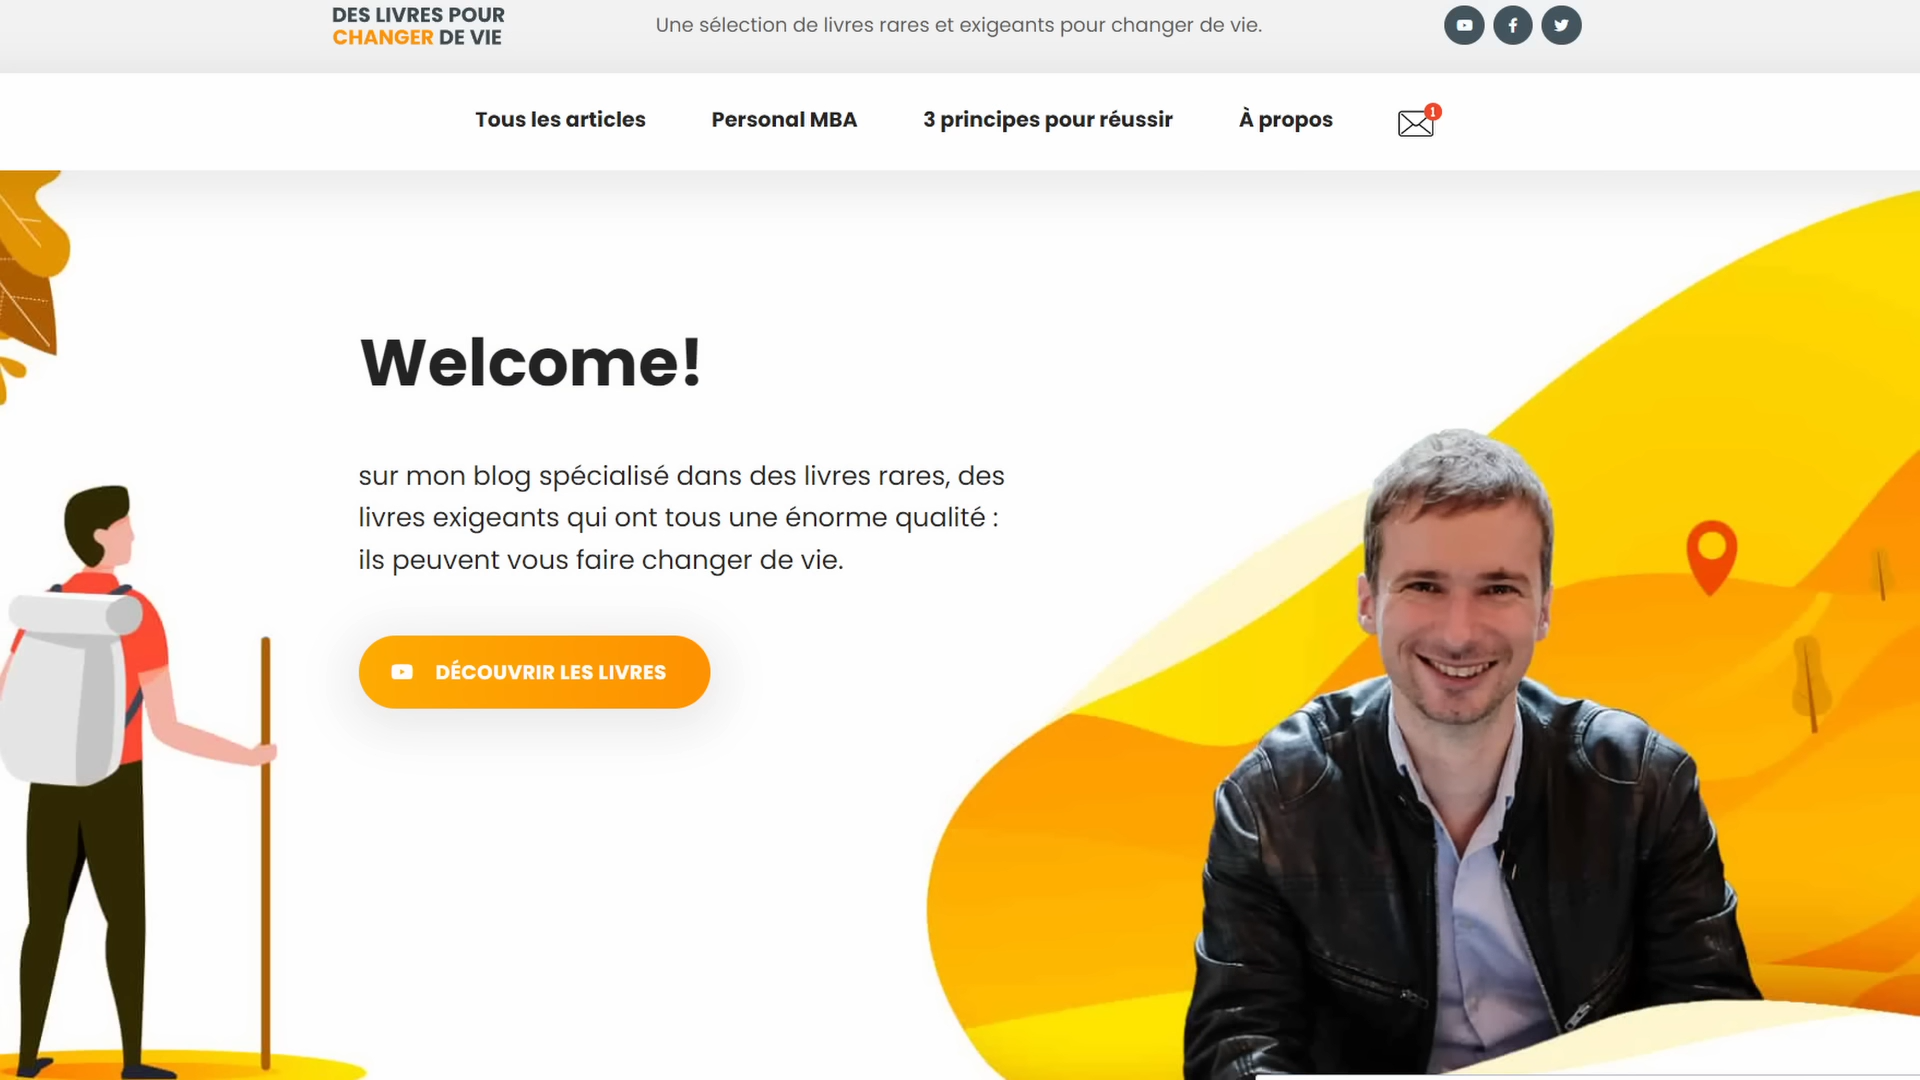 DES LIVRES POUR
CHANGER DE VIE
Une sélection de livres rares et exigeants pour changer de vie.
Tous les articles
Personal MBA
3 principes pour réussir
À propos
1
Welcome!
sur mon blog spécialisé dans des livres rares, des
livres exigeants qui ont tous une énorme qualité :
ils peuvent vous faire changer de vie.
DÉCOUVRIR LES LIVRES